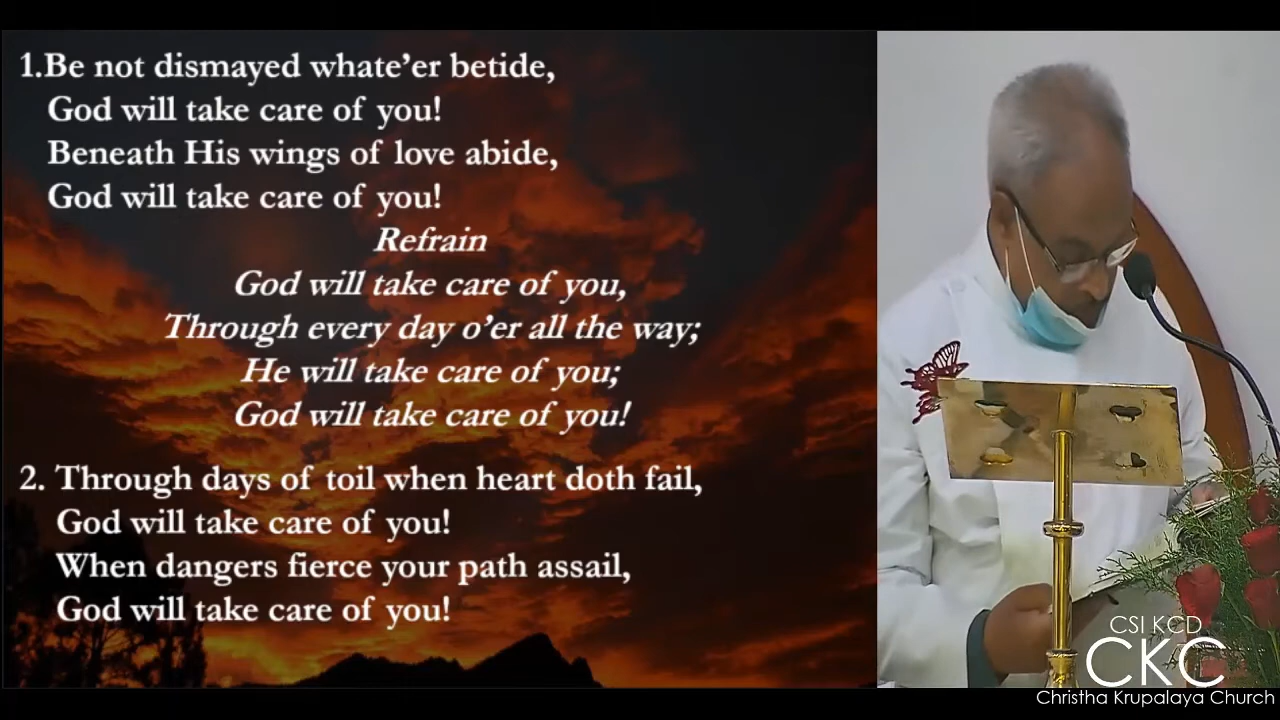 1.Be not dismayed whate’er betide,
God will take care of you!
Beneath His wings of love abide,
God will take care of you!
Refrain
God will take care of you,
Through every day o’er all the way;
He will take care of you;
God will take care of you!
2. Through days of toil when heart doth fail,
God will take care of you!
When dangers fierce your path assail,
God will take care of you!
CSI KCD
CKC
Christha Krupalaya Church